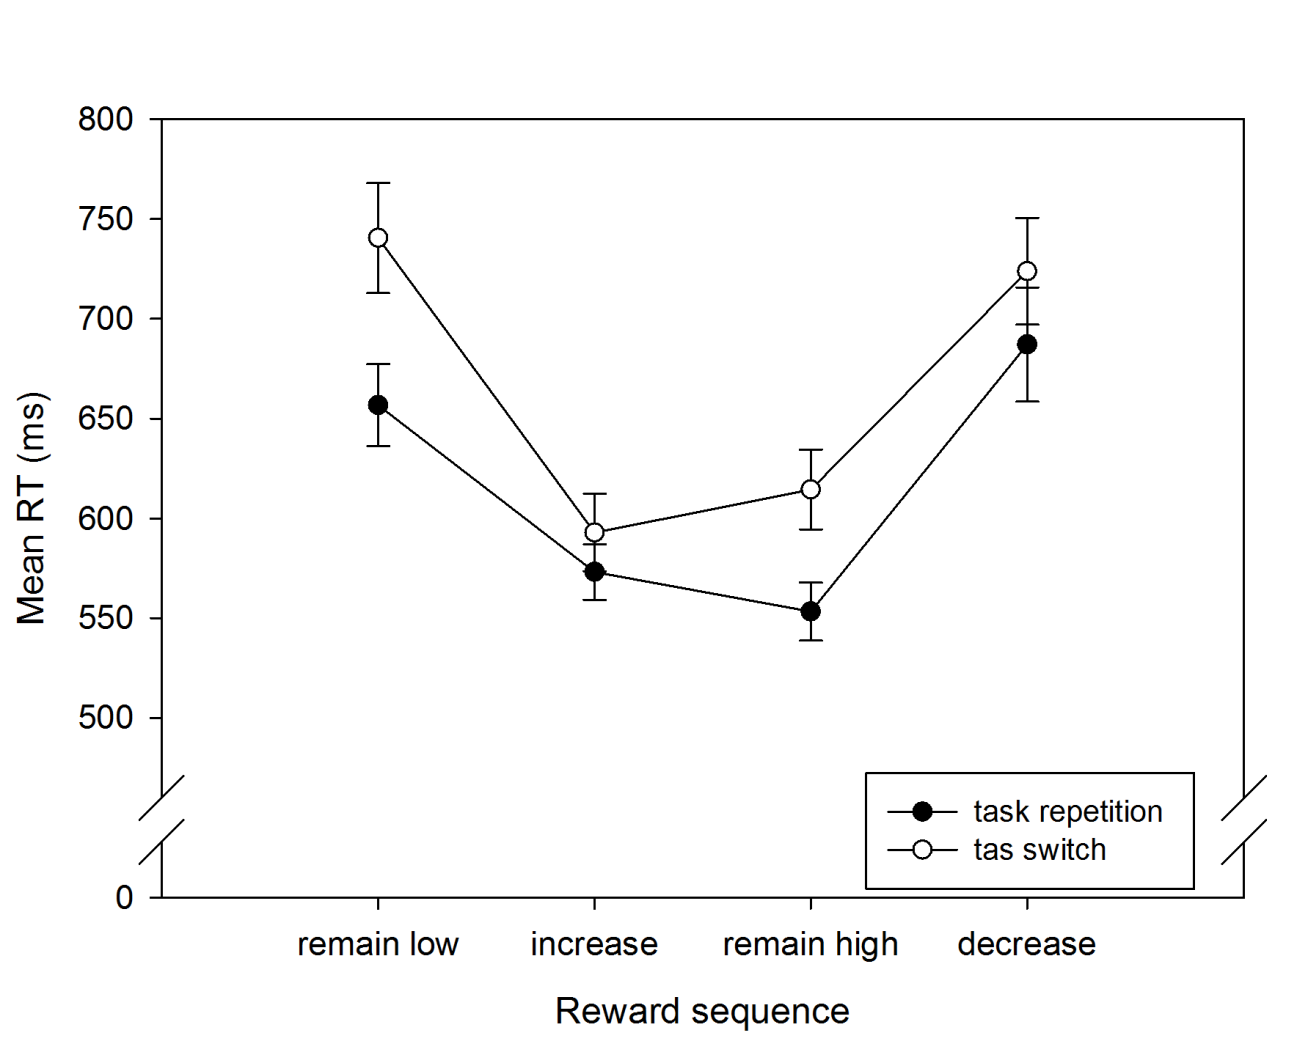 800
750
700
650
600
550
500
0
Mean RT (ms)
task repetition
tas switch
remain low
increase
remain high
decrease
Reward sequence